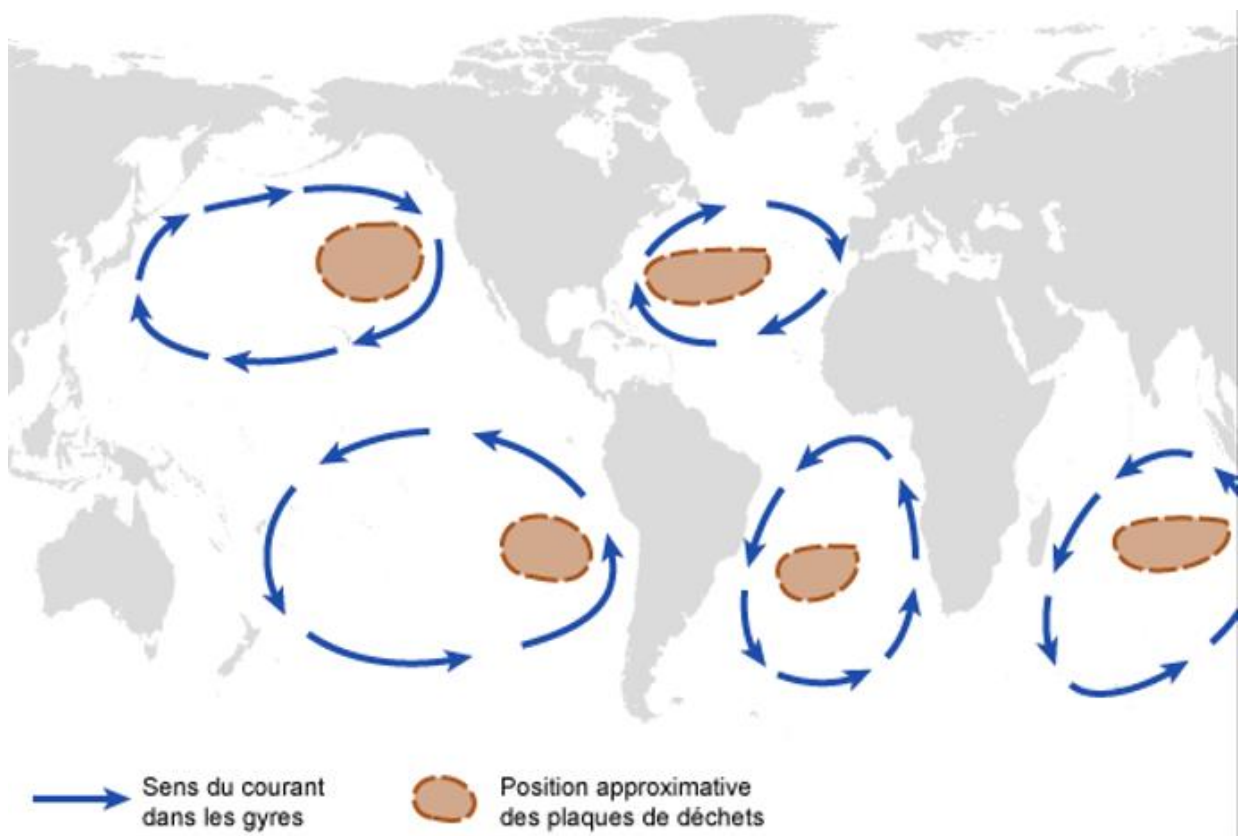 Sens du courant
dans les gyres
Position approximative
des plaques de déchets